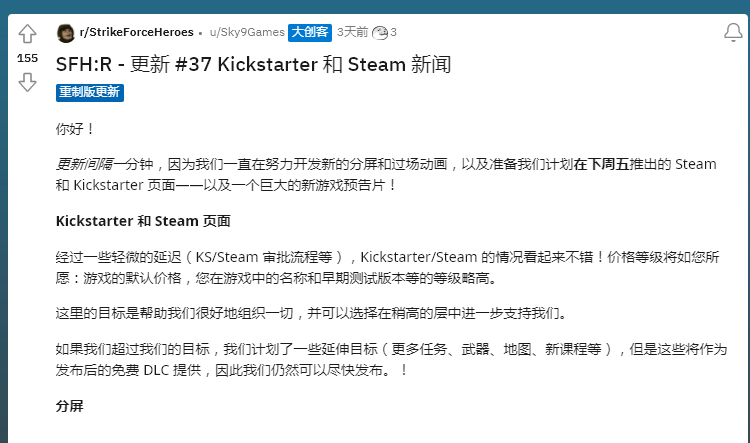 r/StrikeForceHeroes • u/Sky9Games 大创客 3天前 3
155
SFH:R - 更新 #37 Kickstarter 和 Steam 新闻
重制版更新
你好！
更新间隔一分钟，因为我们一直在努力开发新的分屏和过场动画，以及准备我们计划在下周五推出的 Steam
和 Kickstarter 页面——以及一个巨大的新游戏预告片！
Kickstarter 和 Steam 页面
经过一些轻微的延迟（KS/Steam 审批流程等），Kickstarter/Steam 的情况看起来不错！价格等级将如您所
愿：游戏的默认价格，您在游戏中的名称和早期测试版本等的等级略高。
这里的目标是帮助我们很好地组织一切，并可以选择在稍高的层中进一步支持我们。
如果我们超过我们的目标，我们计划了一些延伸目标（更多任务、武器、地图、新课程等），但是这些将作为
发布后的免费 DLC 提供，因此我们仍然可以尽快发布。！
分屏